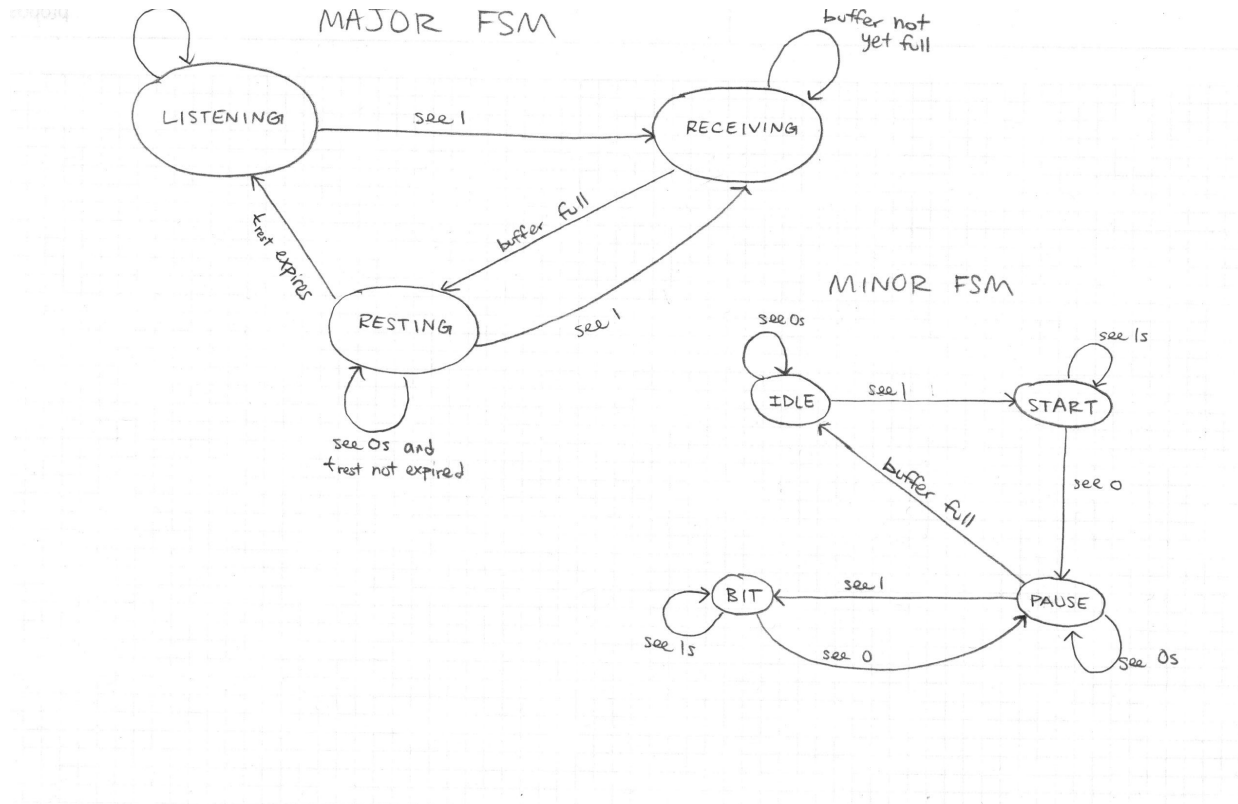 MAJOR FSM
buffer not
yet full
LISTENING
see 1
RECEIVING
buffer full
t rest expires
see 1
RESTING
see 0s and
t rest not expired
MINOR FSM
see 0s
see 1s
IDLE
see 1
START
buffer full
see 0
BIT
see 1
PAUSE
see 1s
see 0
see 0s